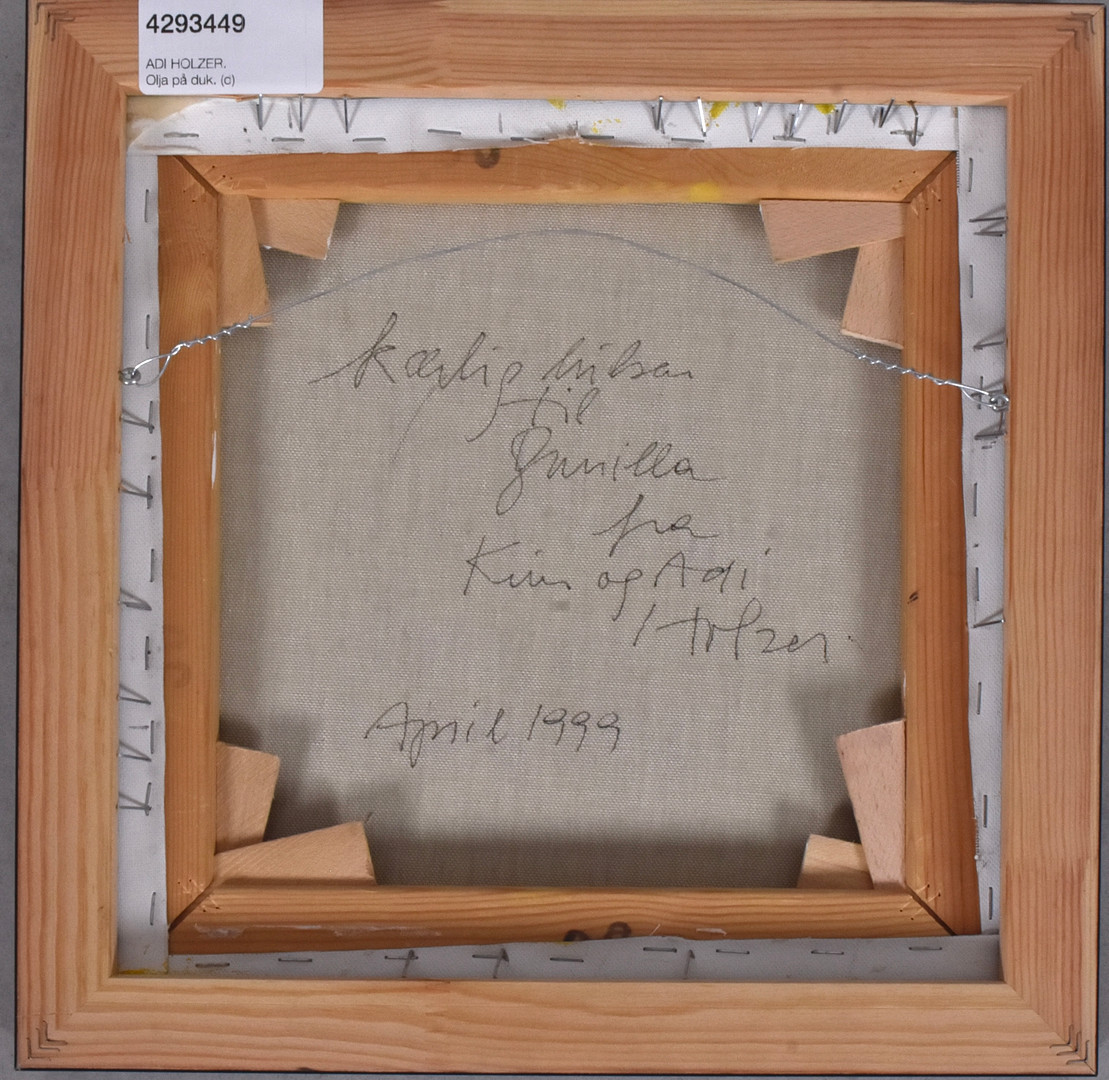 4293449
ADI HOLZER.
Olja på duk. (d)
Kærlig hilsen
til
Gunilla
fra
Kim og Adi
Holzer.
April 1999